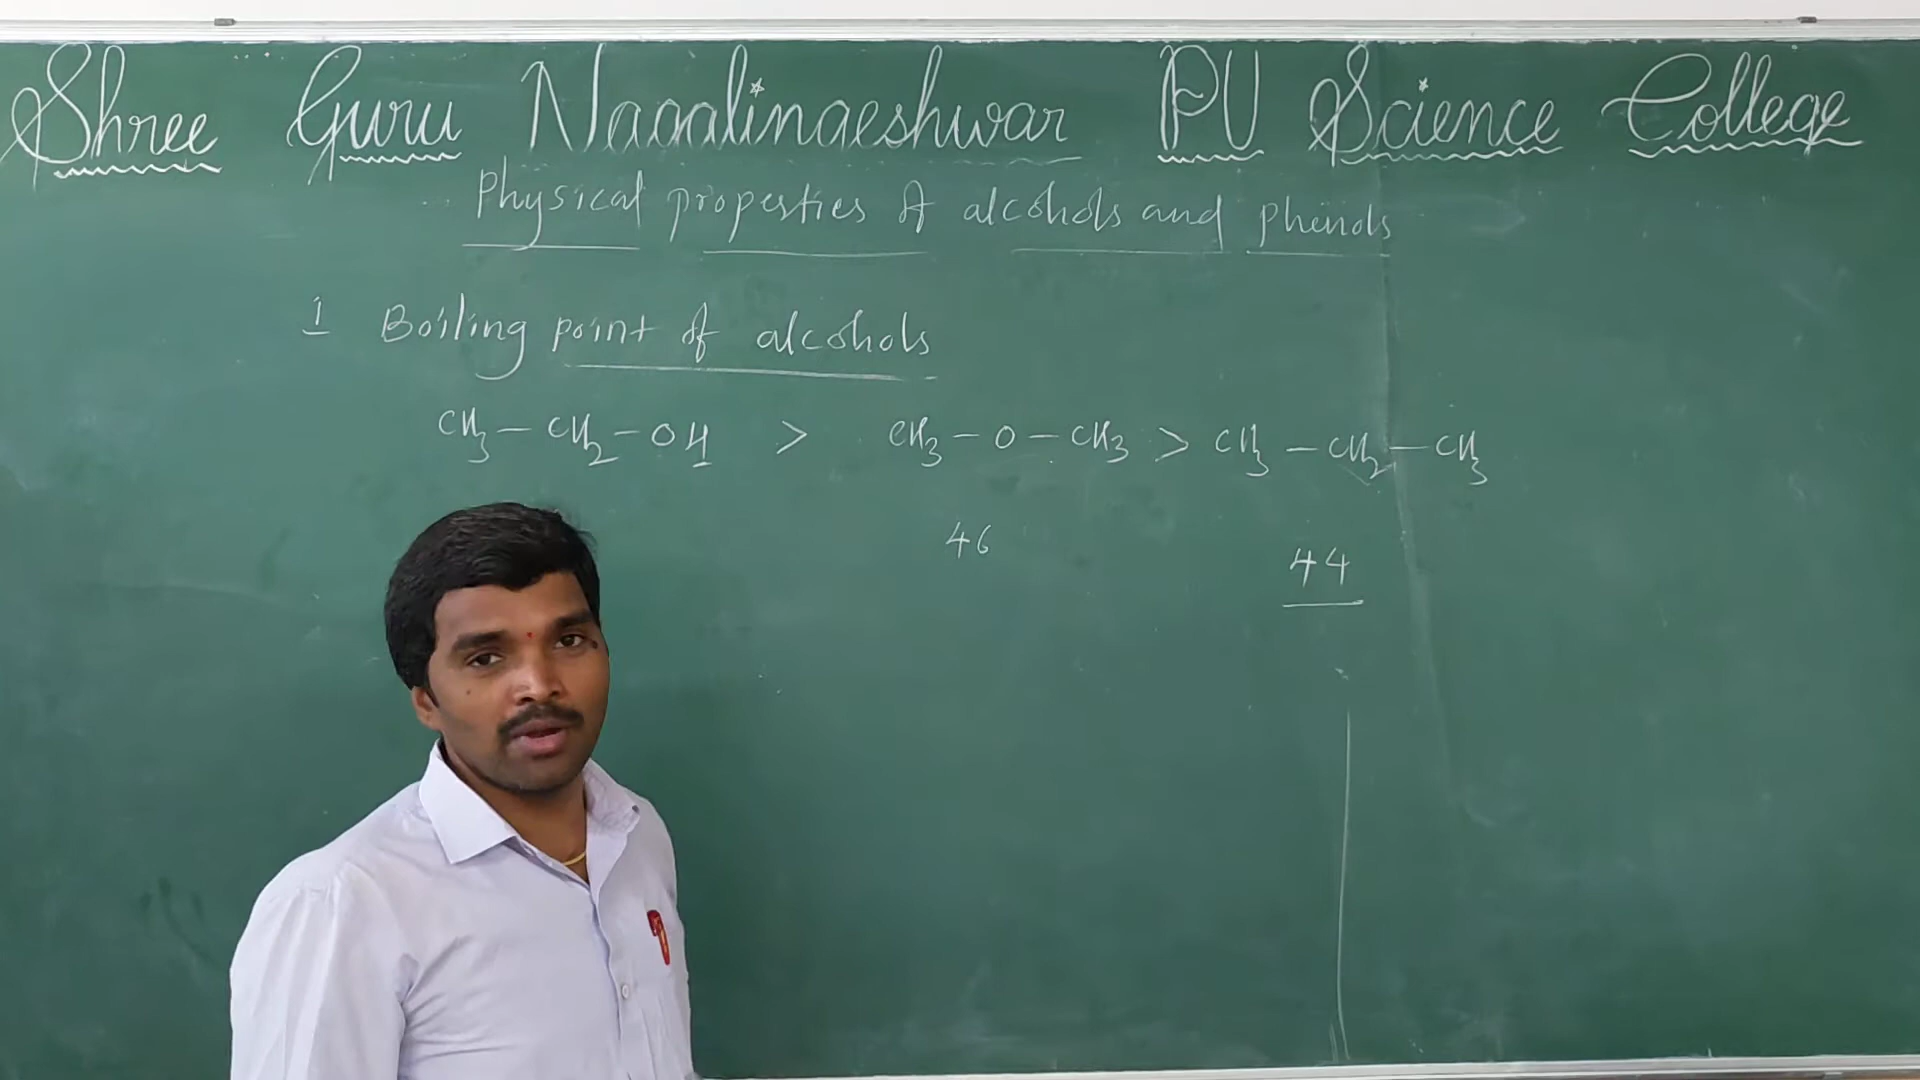 Shree Guru Nagalingeshwar PU Science College
Physical properties of alcohols and phenols
1 Boiling point of alcohols
CH₃ – CH₂ – OH > CH₃ – O – CH₃ > CH₃ – CH₂ – CH₃
46 44